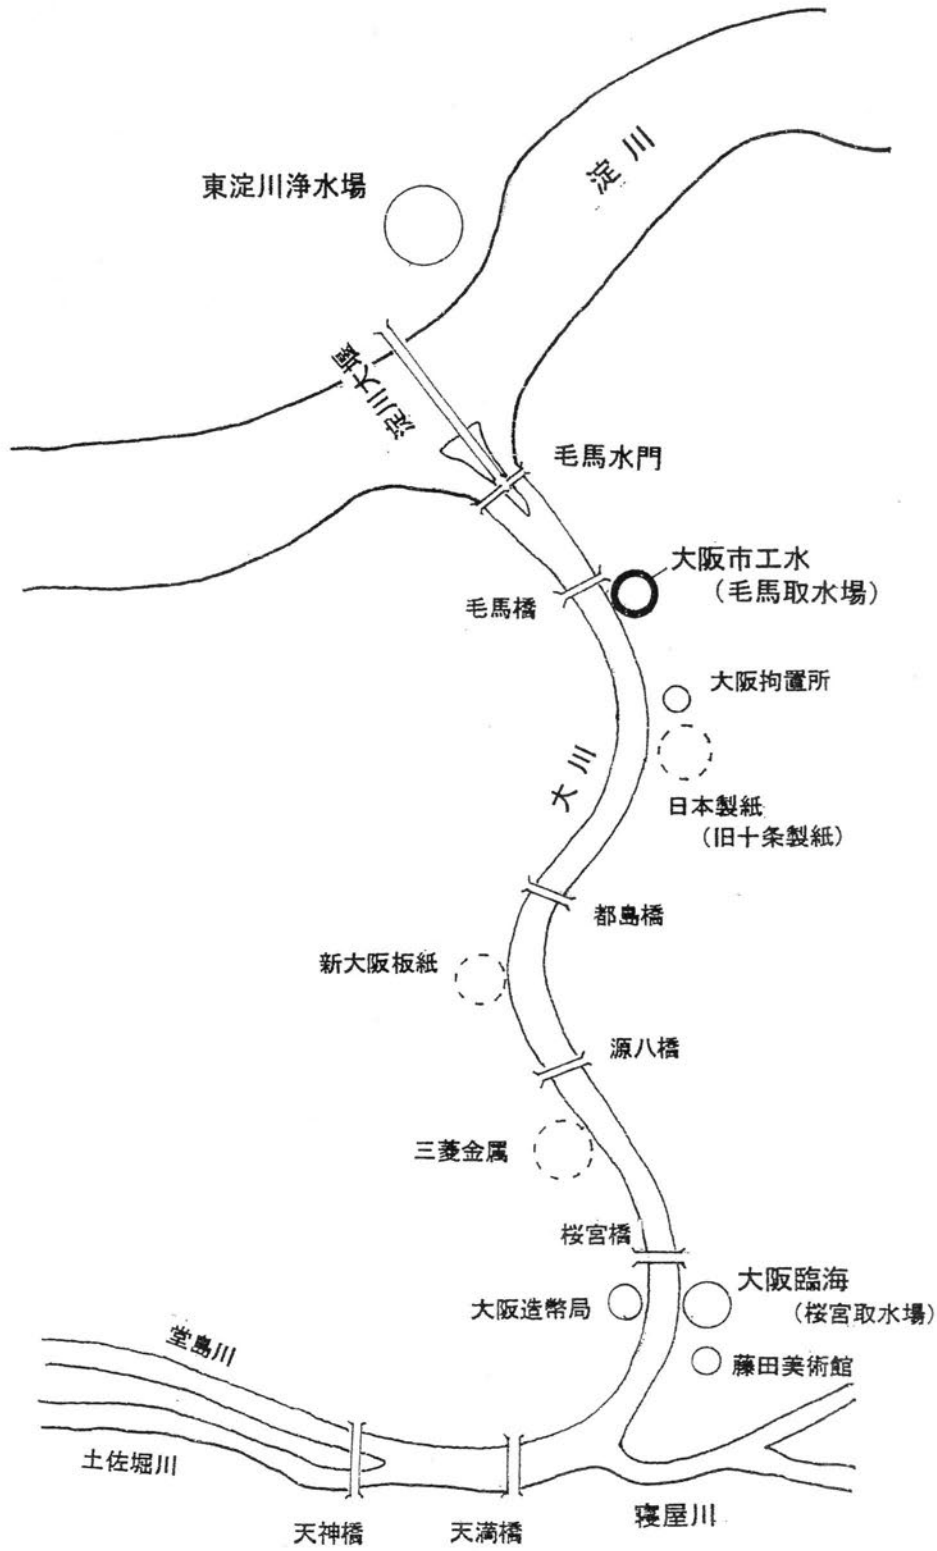 淀川
東淀川浄水場
淀川大堰
毛馬水門
大阪市工水
（毛馬取水場）
毛馬橋
大阪拘置所
大川
日本製紙
（旧十条製紙）
都島橋
新大阪板紙
源八橋
三菱金属
桜宮橋
大阪造幣局
大阪臨海
（桜宮取水場）
藤田美術館
堂島川
土佐堀川
天神橋
天満橋
寝屋川